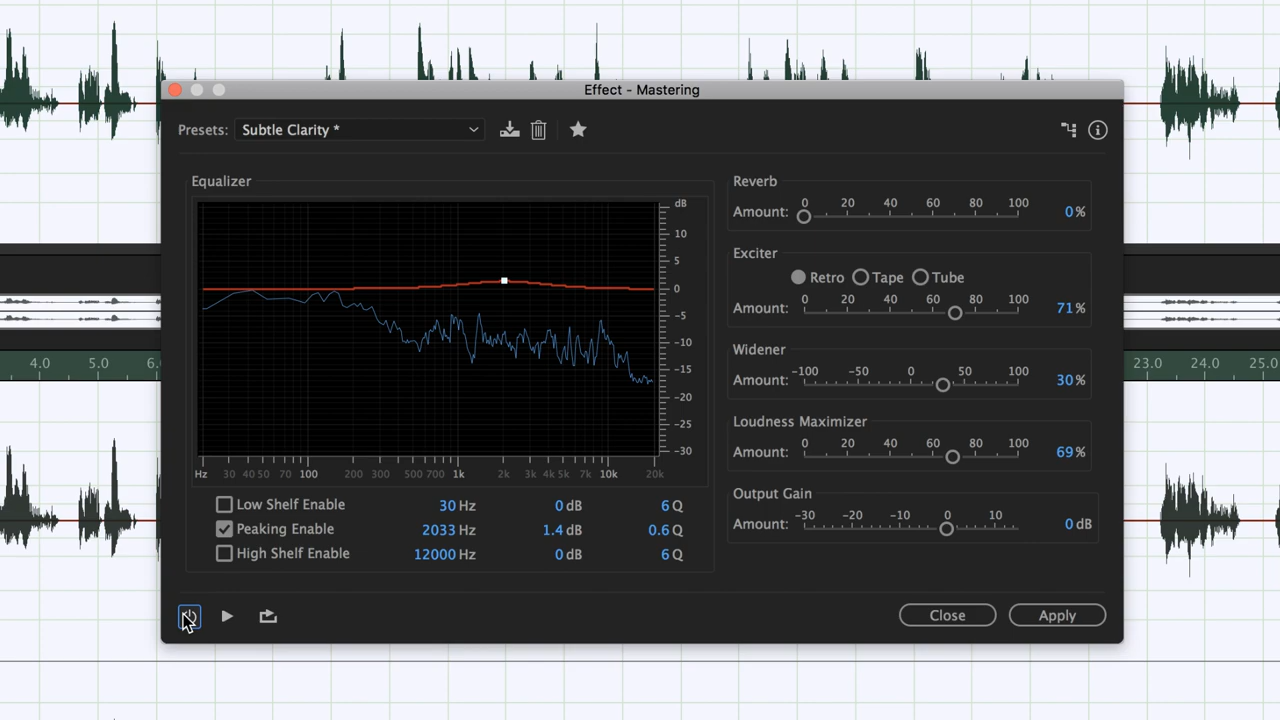 Effect - Mastering
Presets: Subtle Clarity *
Equalizer
dB
10
5
0
-5
-10
-15
-20
-25
-30
Hz 30 40 50 70 100 200 300 500 700 1k 2k 3k 4k 5k 10k 20k
Low Shelf Enable 30 Hz 0 dB 6 Q
Peaking Enable 2033 Hz 1.4 dB 0.6 Q
High Shelf Enable 12000 Hz 0 dB 6 Q
Reverb
0 20 40 60 80 100
Amount: 0 %
Exciter
Retro Tape Tube
0 20 40 60 80 100
Amount: 71 %
Widener
-100 -50 0 50 100
Amount: 30 %
Loudness Maximizer
0 20 40 60 80 100
Amount: 69 %
Output Gain
-30 -20 -10 0 10
Amount: 0 dB
Close Apply
4.0 5.0 6. 23.0 24.0 25.0